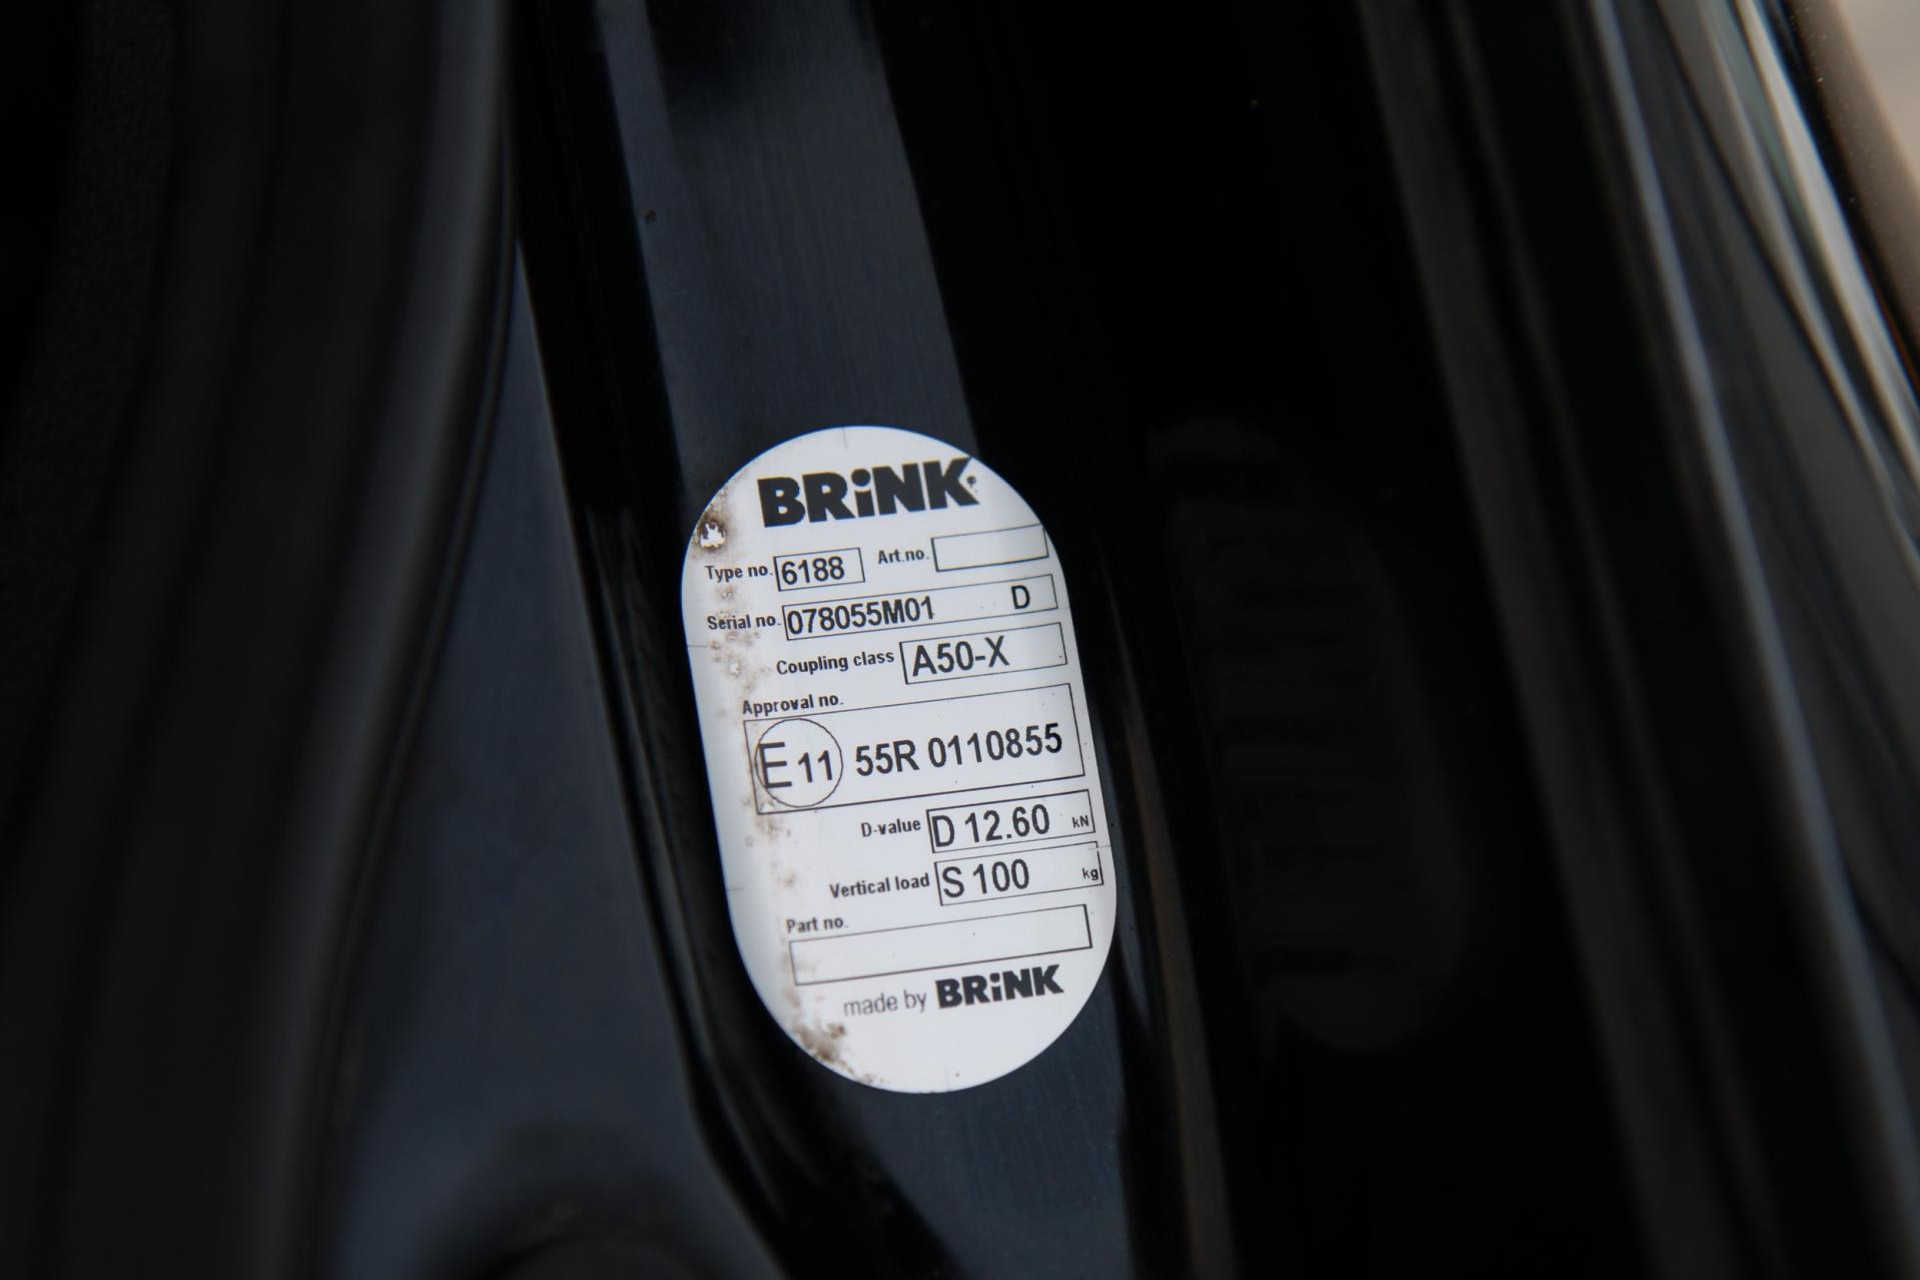 BRiNK
Type no. 6188 Art.no.
Serial no. 078055M01 D
Coupling class A50-X
Approval no.
E11 55R 0110855
D-value D 12.60 kN
Vertical load S 100 kg
Part no.
made by BRiNK